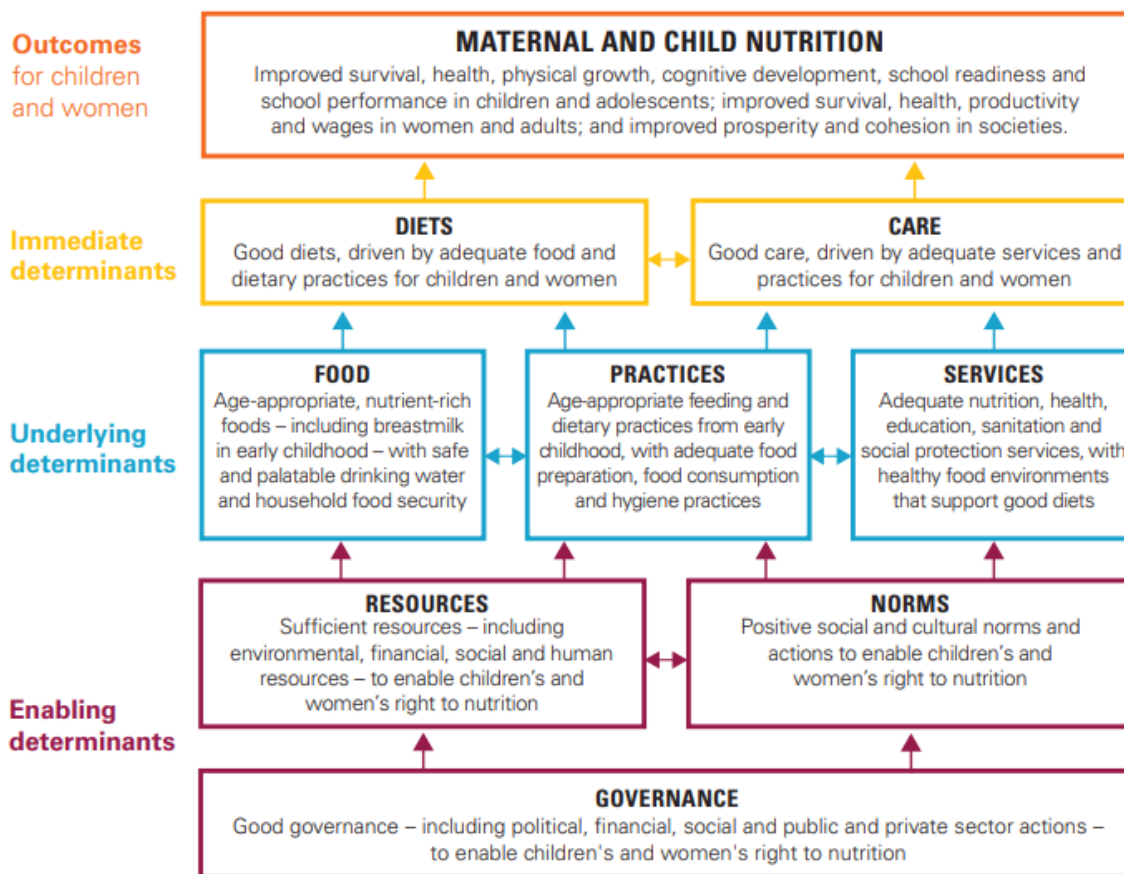 Outcomes
for children
and women
MATERNAL AND CHILD NUTRITION
Improved survival, health, physical growth, cognitive development, school readiness and
school performance in children and adolescents; improved survival, health, productivity
and wages in women and adults; and improved prosperity and cohesion in societies.
Immediate
determinants
DIETS
Good diets, driven by adequate food and
dietary practices for children and women
CARE
Good care, driven by adequate services and
practices for children and women
Underlying
determinants
FOOD
Age-appropriate, nutrient-rich
foods – including breastmilk
in early childhood – with safe
and palatable drinking water
and household food security
PRACTICES
Age-appropriate feeding and
dietary practices from early
childhood, with adequate food
preparation, food consumption
and hygiene practices
SERVICES
Adequate nutrition, health,
education, sanitation and
social protection services, with
healthy food environments
that support good diets
Enabling
determinants
RESOURCES
Sufficient resources – including
environmental, financial, social and human
resources – to enable children’s and
women’s right to nutrition
NORMS
Positive social and cultural norms and
actions to enable children’s and
women’s right to nutrition
GOVERNANCE
Good governance – including political, financial, social and public and private sector actions –
to enable children's and women's right to nutrition